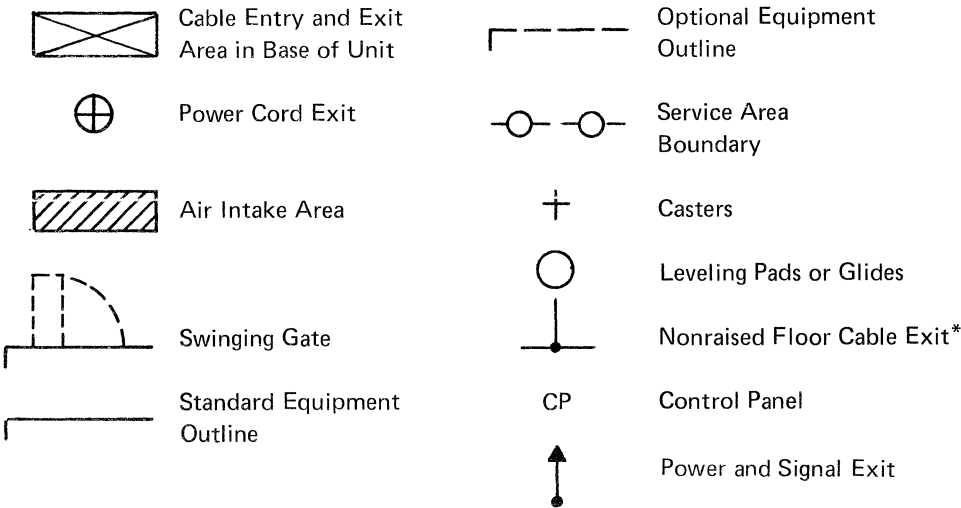 Cable Entry and Exit
Area in Base of Unit
Power Cord Exit
Air Intake Area
Swinging Gate
Standard Equipment
Outline
Optional Equipment
Outline
Service Area
Boundary
Casters
Leveling Pads or Glides
Nonraised Floor Cable Exit*
CP
Control Panel
Power and Signal Exit